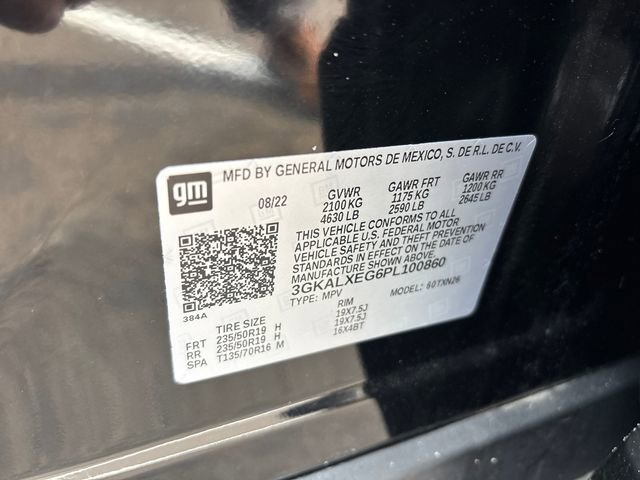 gm
MFD BY GENERAL MOTORS DE MEXICO, S. DE R.L. DE C.V.
08/22 GVWR GAWR FRT GAWR RR
2100 KG 1175 KG 1200 KG
4630 LB 2590 LB 2645 LB
THIS VEHICLE CONFORMS TO ALL
APPLICABLE U.S. FEDERAL MOTOR
VEHICLE SAFETY AND THEFT PREVENTION
STANDARDS IN EFFECT ON THE DATE OF
MANUFACTURE SHOWN ABOVE.
3GKALXEG6PL100860
TYPE: MPV MODEL: 60TXN26
384A
TIRE SIZE RIM
FRT 235/50R19 H 19X7.5J
RR 235/50R19 H 19X7.5J
SPA T135/70R16 M 16X4BT